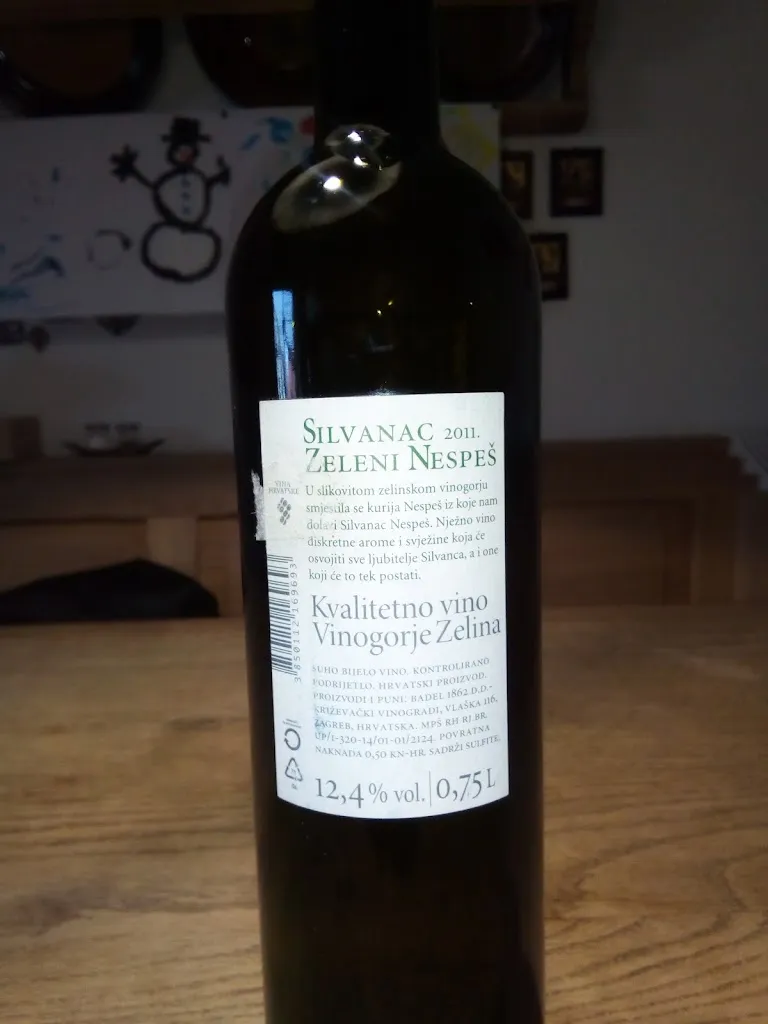 SILVANAC 2011.
ZELENI NESPEŠ
VINA
HRVATSKE
U slikovitom zelinskom vinogorju
smjestila se kurija Nespeš iz koje nam
dolazi Silvanac Nespeš. Nježno vino
diskretne arome i svježine koja će
osvojiti sve ljubitelje Silvanca, a i one
koji će to tek postati.
Kvalitetno vino
Vinogorje Zelina
3850112169693
SUHO BIJELO VINO. KONTROLIRANO
PODRIJETLO. HRVATSKI PROIZVOD.
PROIZVODI I PUNI: BADEL 1862 D.D.-
KRIŽEVAČKI VINOGRADI, VLAŠKA 116,
ZAGREB, HRVATSKA. MPŠ RH RJ.BR.
UP/I-320-14/01-01/2124. POVRATNA
NAKNADA 0,50 KN-HR. SADRŽI SULFITE.
12,4% vol. 0,75 L